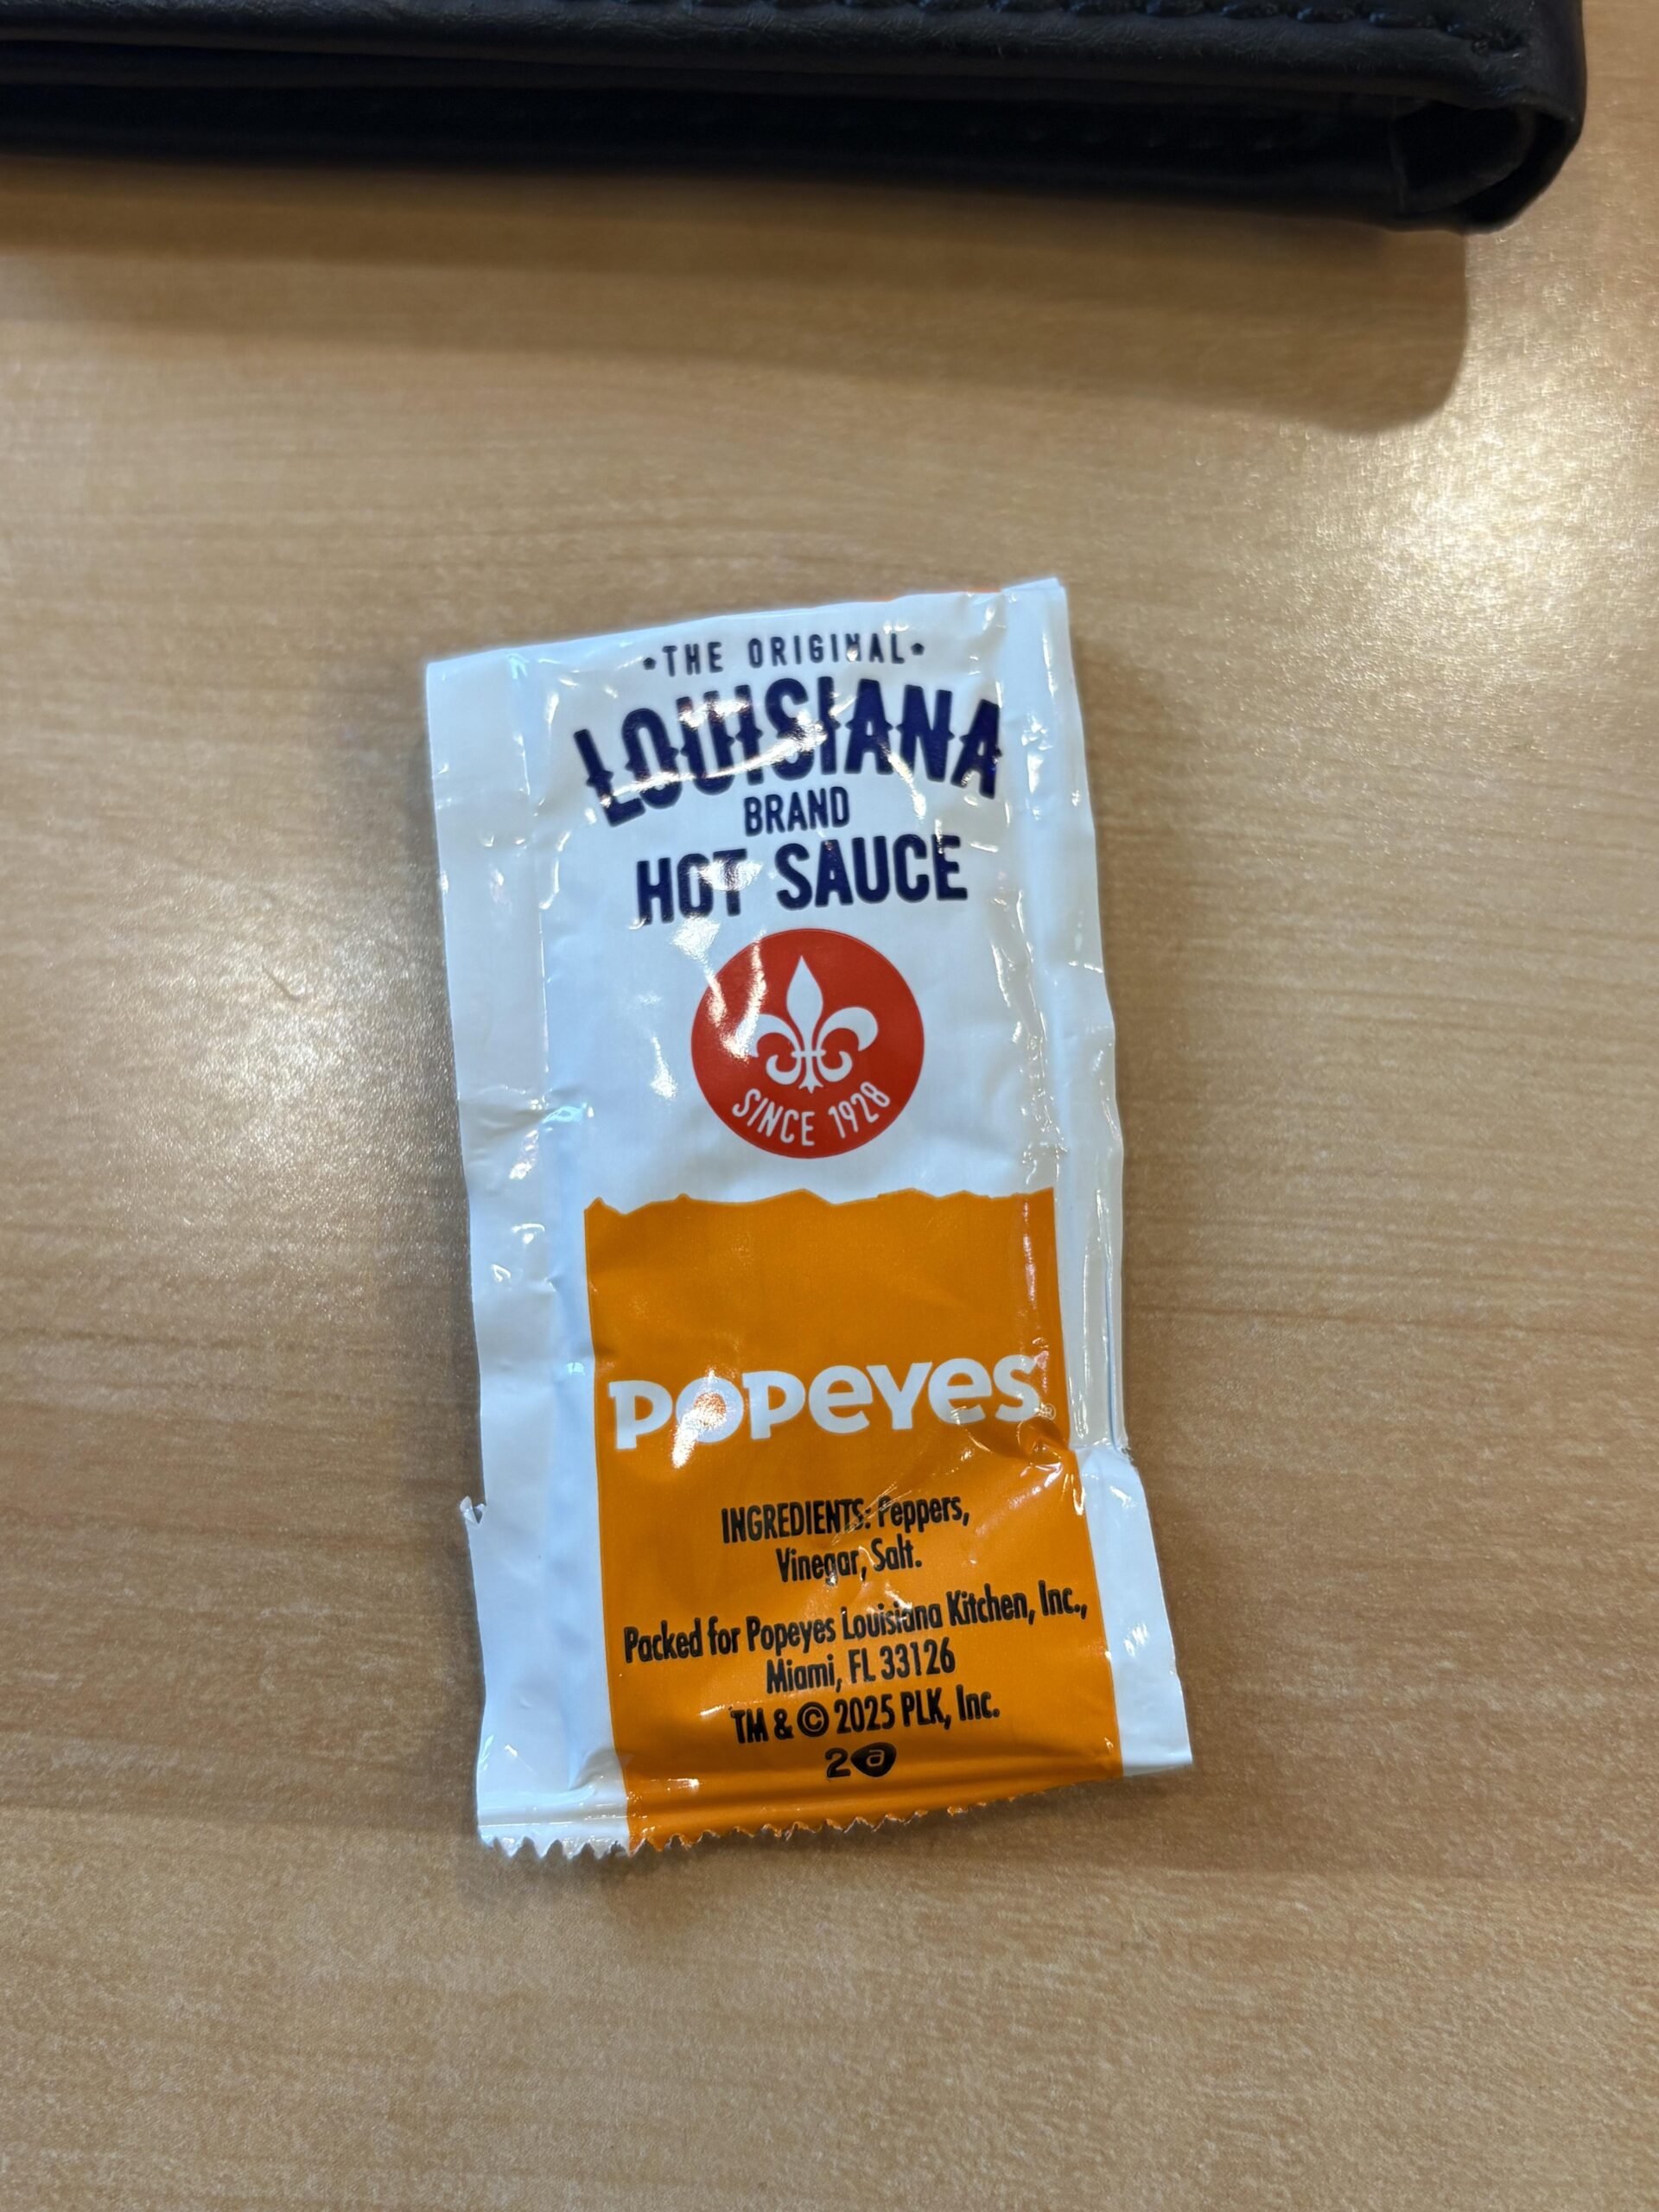 •THE ORIGINAL•
LOUISIANA
BRAND
HOT SAUCE
SINCE 1928
POPEYES®
INGREDIENTS: Peppers,
Vinegar, Salt.
Packed for Popeyes Louisiana Kitchen, Inc.,
Miami, FL 33126
TM & © 2025 PLK, Inc.
2 a